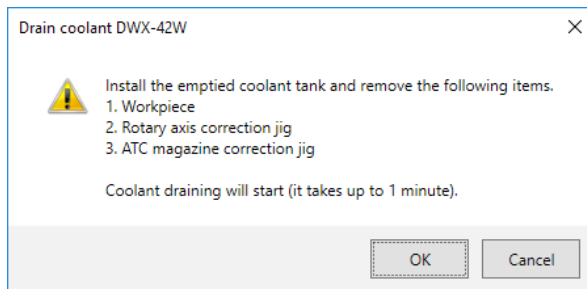 Drain coolant DWX-42W
Install the emptied coolant tank and remove the following items.
1. Workpiece
2. Rotary axis correction jig
3. ATC magazine correction jig
Coolant draining will start (it takes up to 1 minute).
OK
Cancel